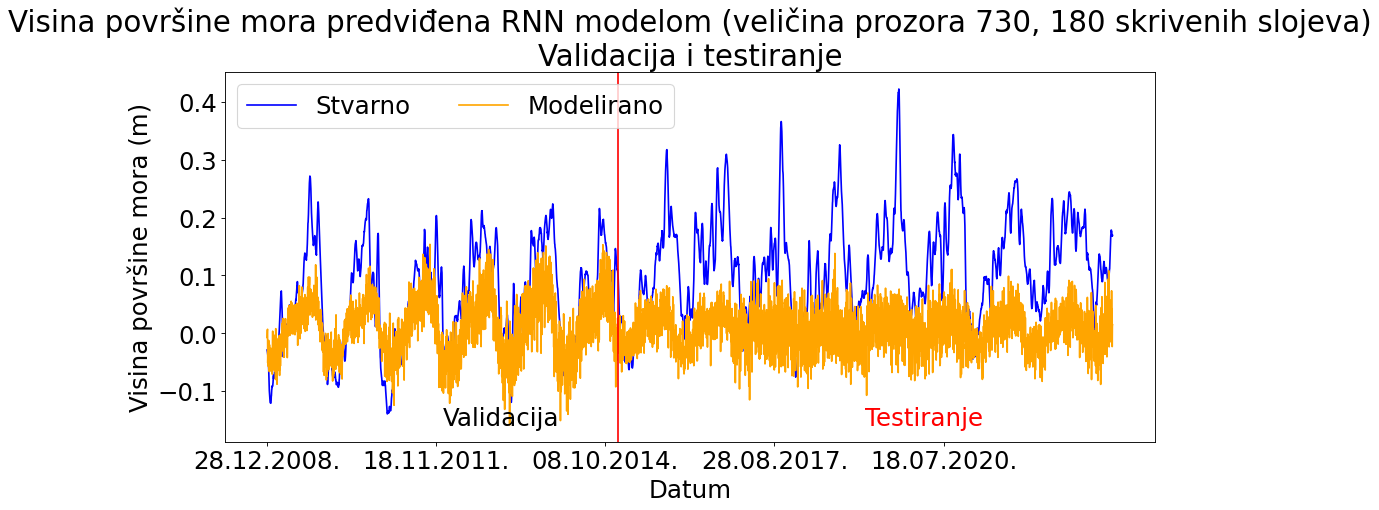 Visina površine mora predviđena RNN modelom (veličina prozora 730, 180 skrivenih slojeva)
Validacija i testiranje
Stvarno
Modelirano
Visina površine mora (m)
0.4
0.3
0.2
0.1
0.0
−0.1
Validacija
Testiranje
28.12.2008.
18.11.2011.
08.10.2014.
28.08.2017.
18.07.2020.
Datum